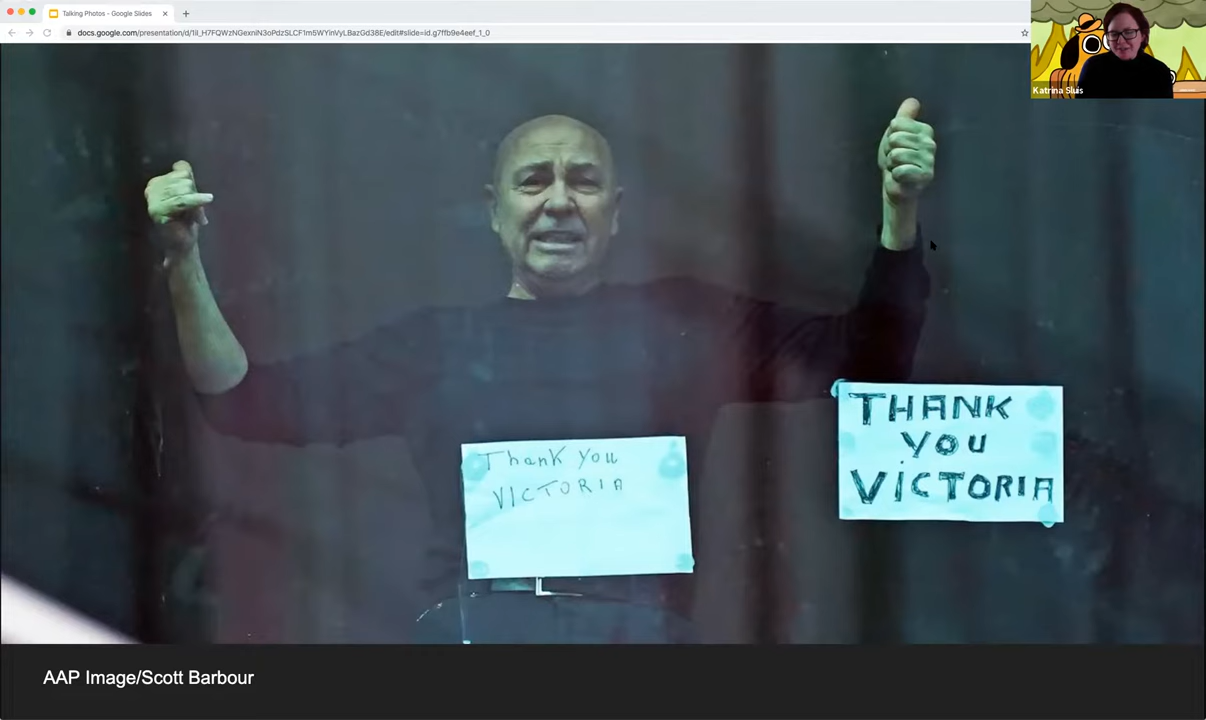 Talking Photos - Google Slides
docs.google.com/presentation/d/1il_H7FQWzNGexnIN3oPdzSLCF1m5WYinVyLBazGd38E/edit#slide=id.g7ffb9e4eef_1_0
Katrina Sluis
Thank you
VICTORIA
THANK
YOU
VICTORIA
AAP Image/Scott Barbour